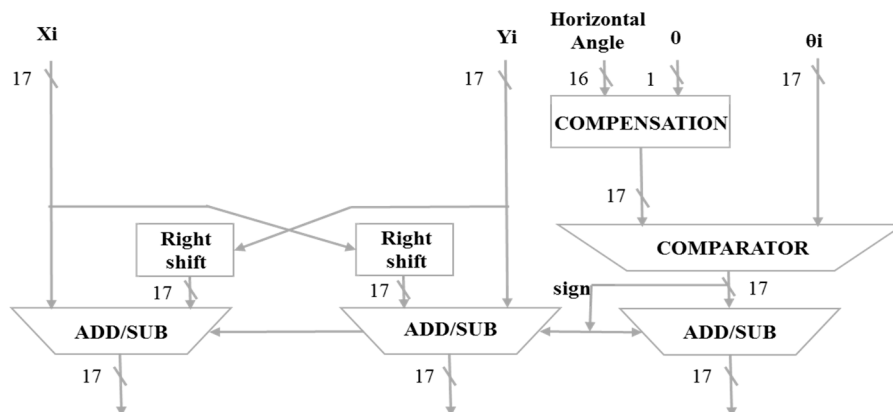 Xi
Yi
Horizontal
Angle
0
θi
17
17
16
1
17
COMPENSATION
17
Right
shift
Right
shift
COMPARATOR
17
17
sign
17
ADD/SUB
ADD/SUB
ADD/SUB
17
17
17